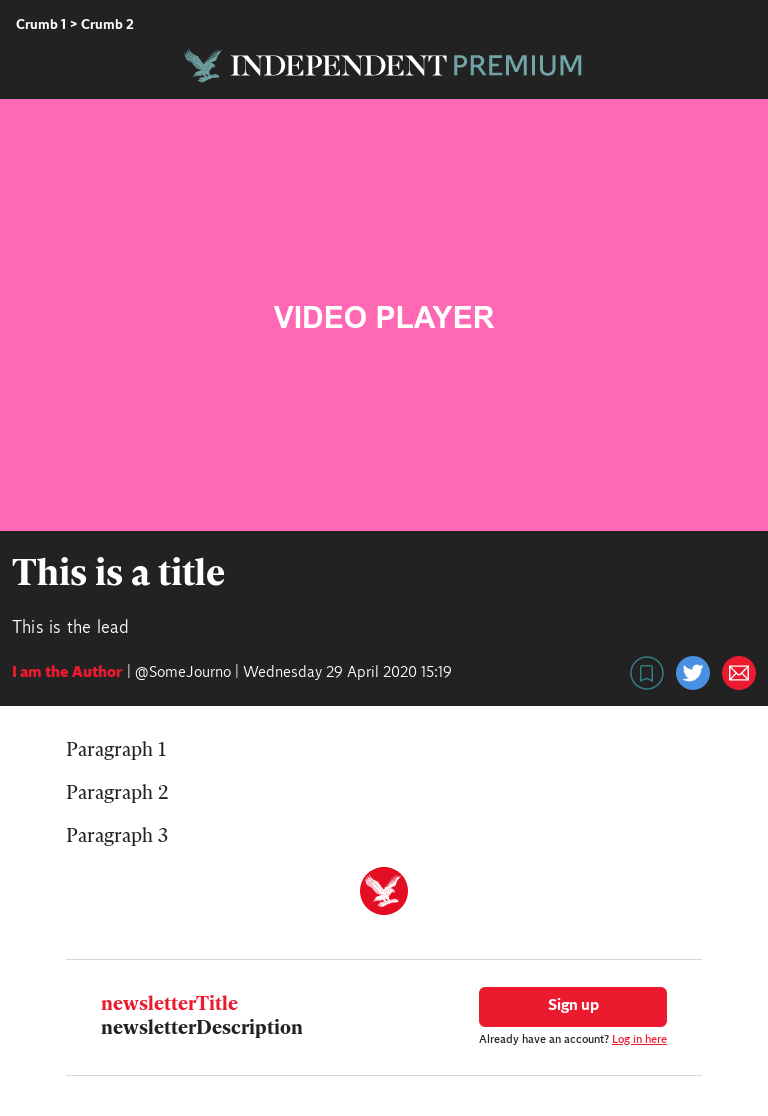 Crumb 1 > Crumb 2
INDEPENDENT PREMIUM
VIDEO PLAYER
This is a title
This is the lead
I am the Author | @SomeJourno | Wednesday 29 April 2020 15:19
Paragraph 1
Paragraph 2
Paragraph 3
newsletterTitle
newsletterDescription
Sign up
Already have an account? Log in here